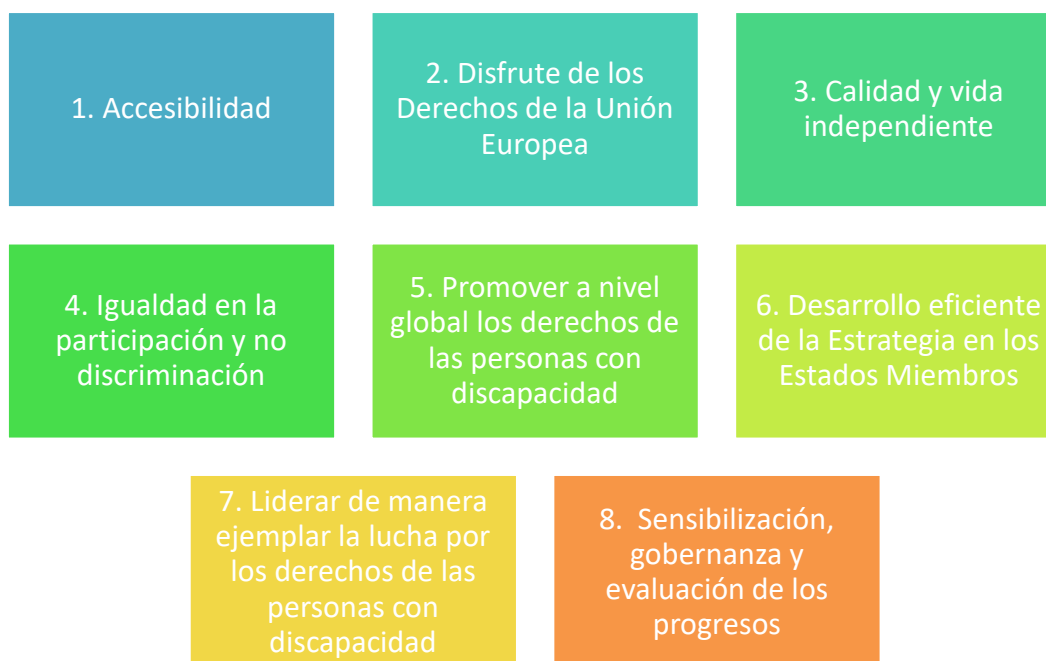 1. Accesibilidad
2. Disfrute de los
Derechos de la Unión
Europea
3. Calidad y vida
independiente
4. Igualdad en la
participación y no
discriminación
5. Promover a nivel
global los derechos de
las personas con
discapacidad
6. Desarrollo eficiente
de la Estrategia en los
Estados Miembros
7. Liderar de manera
ejemplar la lucha por
los derechos de las
personas con
discapacidad
8. Sensibilización,
gobernanza y
evaluación de los
progresos